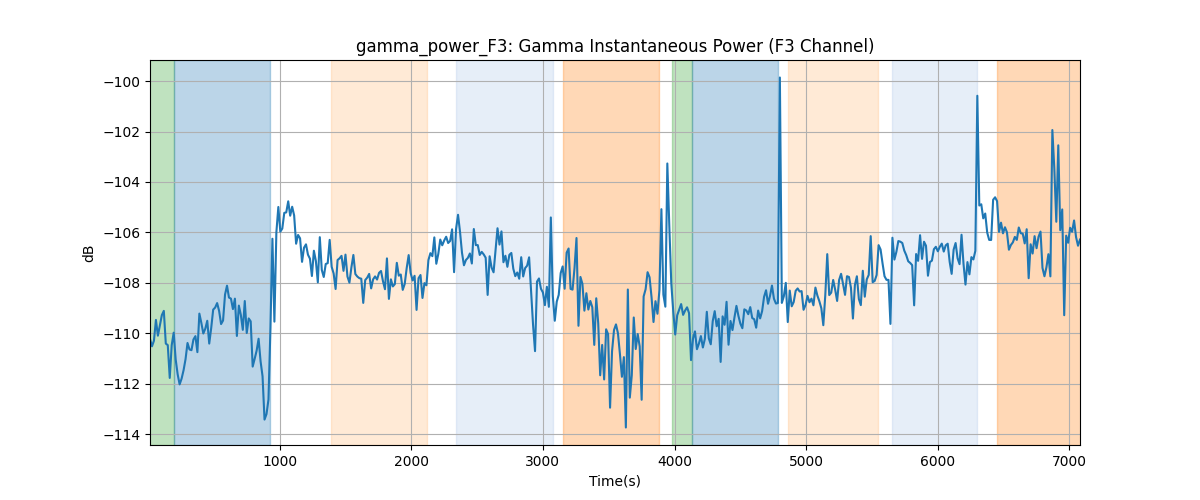 gamma_power_F3: Gamma Instantaneous Power (F3 Channel)
−100
−102
−104
−106
−108
−110
−112
−114
dB
1000 2000 3000 4000 5000 6000 7000
Time(s)